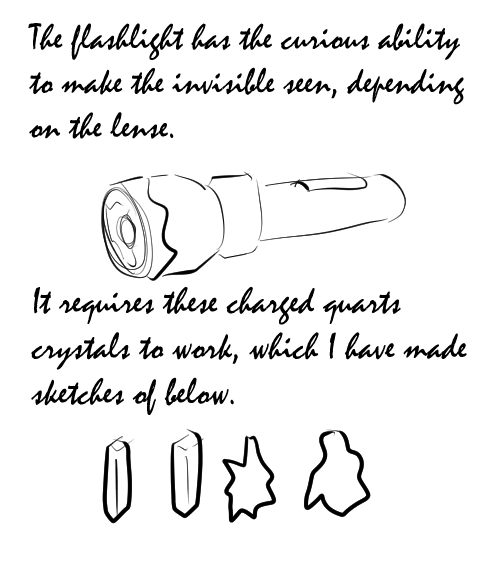 The flashlight has the curious ability
to make the invisible seen, depending
on the lense.
It requires these charged quarts
crystals to work, which I have made
sketches of below.